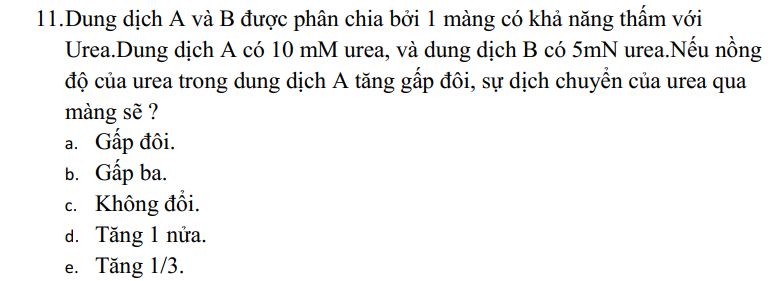 11.Dung dịch A và B được phân chia bởi 1 màng có khả năng thấm với
Urea.Dung dịch A có 10 mM urea, và dung dịch B có 5mN urea.Nếu nồng
độ của urea trong dung dịch A tăng gấp đôi, sự dịch chuyển của urea qua
màng sẽ ?
a. Gấp đôi.
b. Gấp ba.
c. Không đổi.
d. Tăng 1 nửa.
e. Tăng 1/3.